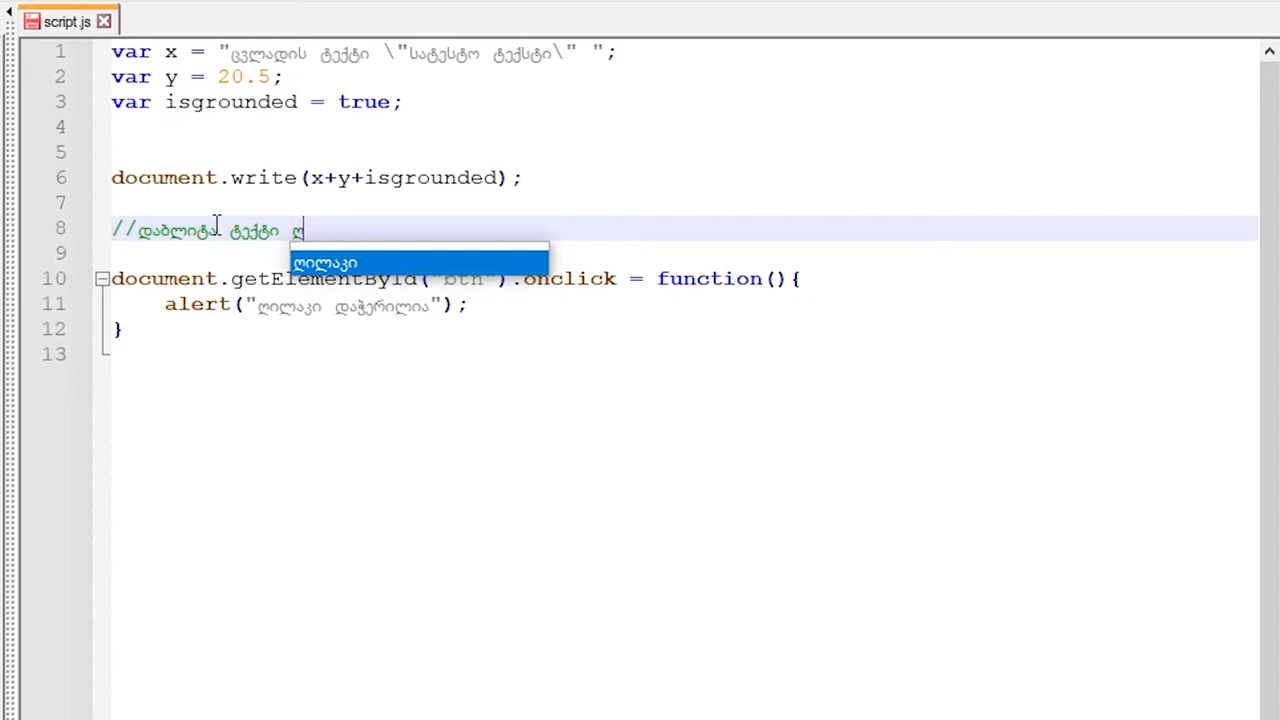 script.js
1 var x = "ცვლადის ტექტი \"სატესტო ტექსტი\" ";
2 var y = 20.5;
3 var isgrounded = true;
4
5
6 document.write(x+y+isgrounded);
7
8 //დაბლიტა ტექტი ღ
9
ღილაკი
10 document.getElementById("btn").onclick = function(){
11 alert("ღილაკი დაჭერილია");
12 }
13